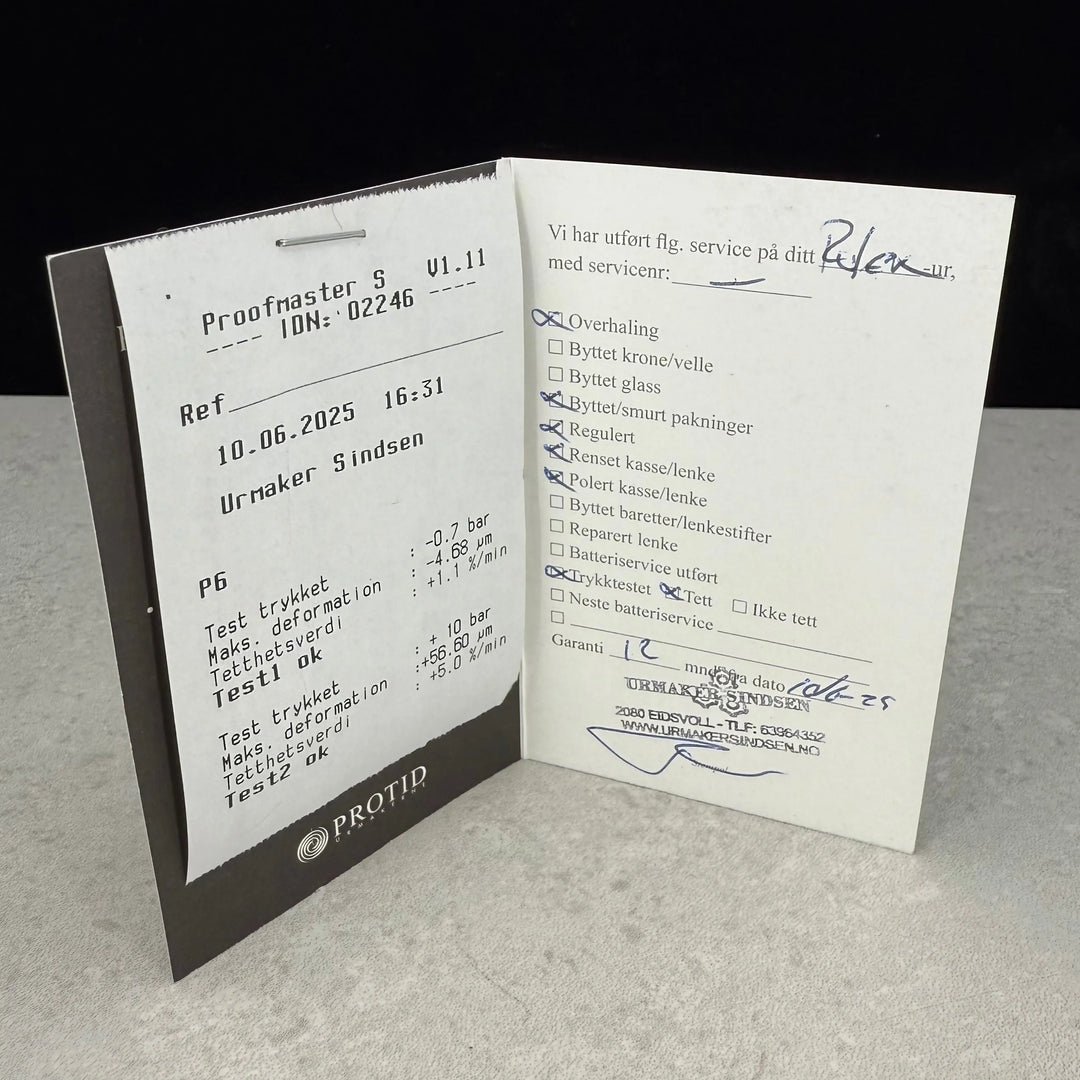 Proofmaster S V1.11
---- IDN: 02246 ----
Ref
10.06.2025 16:31
Urmaker Sindsen
P6
Test trykket : -0.7 bar
Maks. deformation : -4.68 µm
Tetthetsverdi : +1.1 %/min
Test1 ok
Test trykket : + 10 bar
Maks. deformation :+56.60 µm
Tetthetsverdi : +5.0 %/min
Test2 ok
PROTID
URMAKERNE
Vi har utført flg. service på ditt Rolex-ur,
med servicenr: –
Overhaling
Byttet krone/velle
Byttet glass
Byttet/smurt pakninger
Regulert
Renset kasse/lenke
Polert kasse/lenke
Byttet baretter/lenkestifter
Reparert lenke
Batteriservice utført
Trykktestet Tett Ikke tett
Neste batteriservice
Garanti 12 mnd fra dato 10/6-25
URMAKER SINDSEN
2080 EIDSVOLL - TLF: 63964352
WWW.URMAKERSINDSEN.NO
Stempel